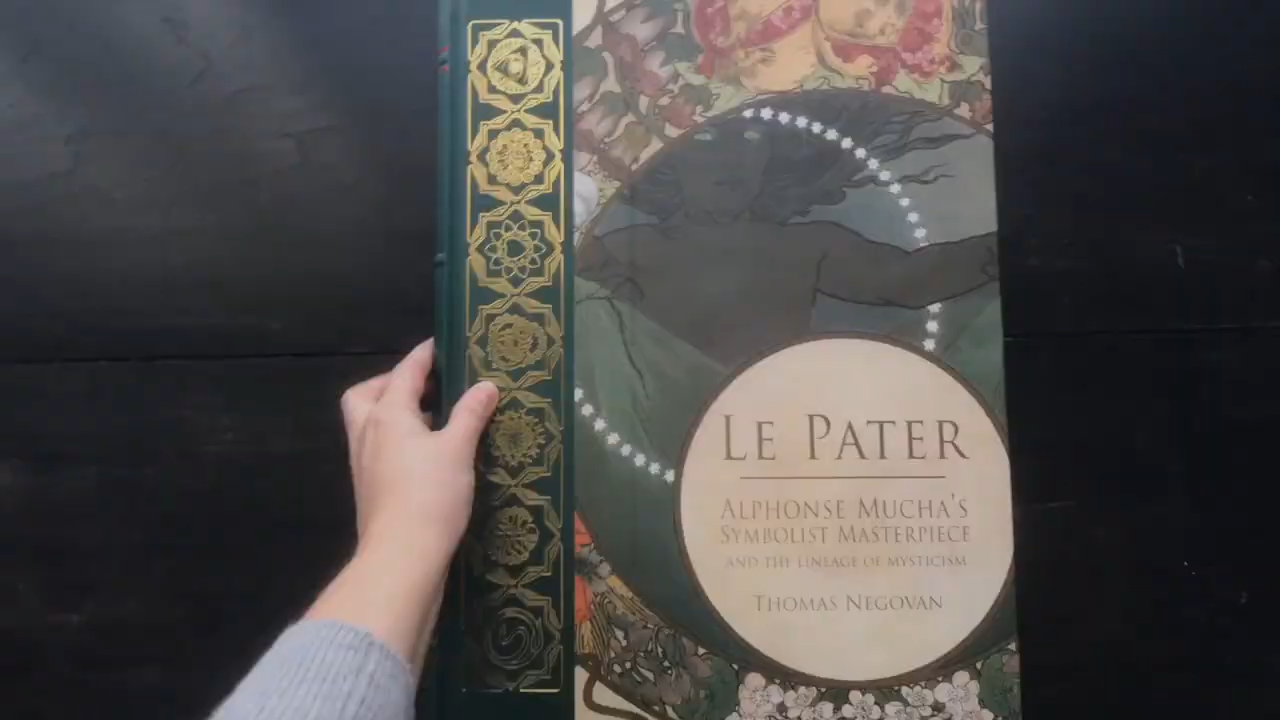 LE PATER
ALPHONSE MUCHA'S
SYMBOLIST MASTERPIECE
AND THE LINEAGE OF MYSTICISM
THOMAS NEGOVAN